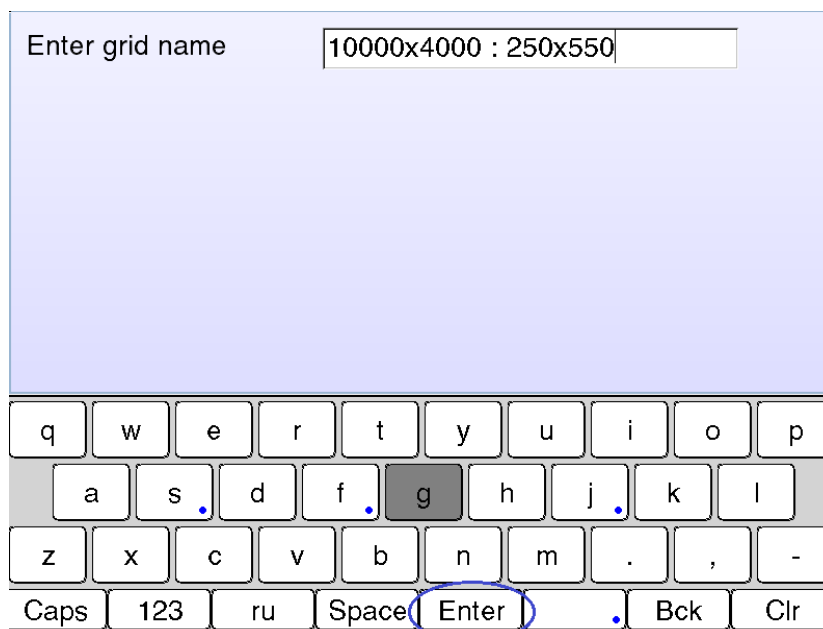 Enter grid name 10000x4000 : 250x550
q w e r t y u i o p
a s d f g h j k l
z x c v b n m . , -
Caps 123 ru Space Enter Bck Clr